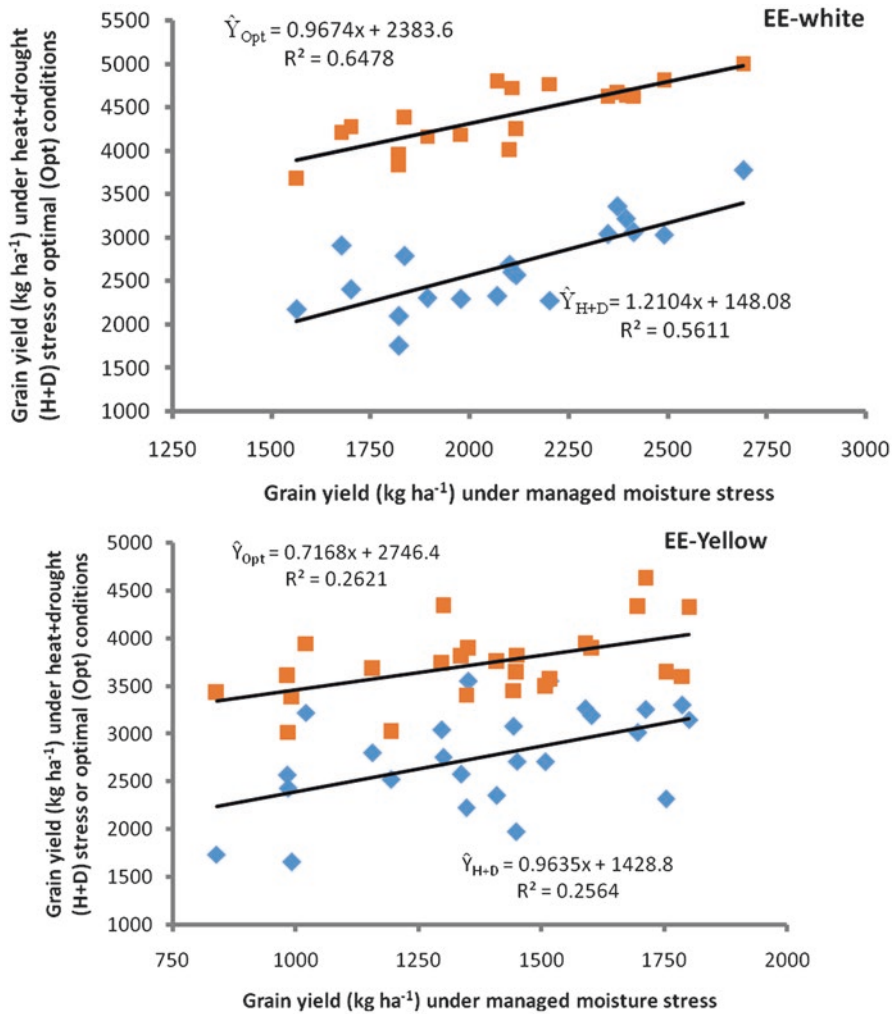 EE-white
Ŷ_Opt = 0.9674x + 2383.6
R² = 0.6478
Grain yield (kg ha⁻¹) under heat+drought
(H+D) stress or optimal (Opt) conditions
5500
5000
4500
4000
3500
3000
2500
2000
1500
1000
Ŷ_H+D = 1.2104x + 148.08
R² = 0.5611
1250 1500 1750 2000 2250 2500 2750 3000
Grain yield (kg ha⁻¹) under managed moisture stress
EE-Yellow
Ŷ_Opt = 0.7168x + 2746.4
R² = 0.2621
Grain yield (kg ha⁻¹) under heat+drought
(H+D) stress or optimal (Opt) conditions
5000
4500
4000
3500
3000
2500
2000
1500
1000
Ŷ_H+D = 0.9635x + 1428.8
R² = 0.2564
750 1000 1250 1500 1750 2000
Grain yield (kg ha⁻¹) under managed moisture stress